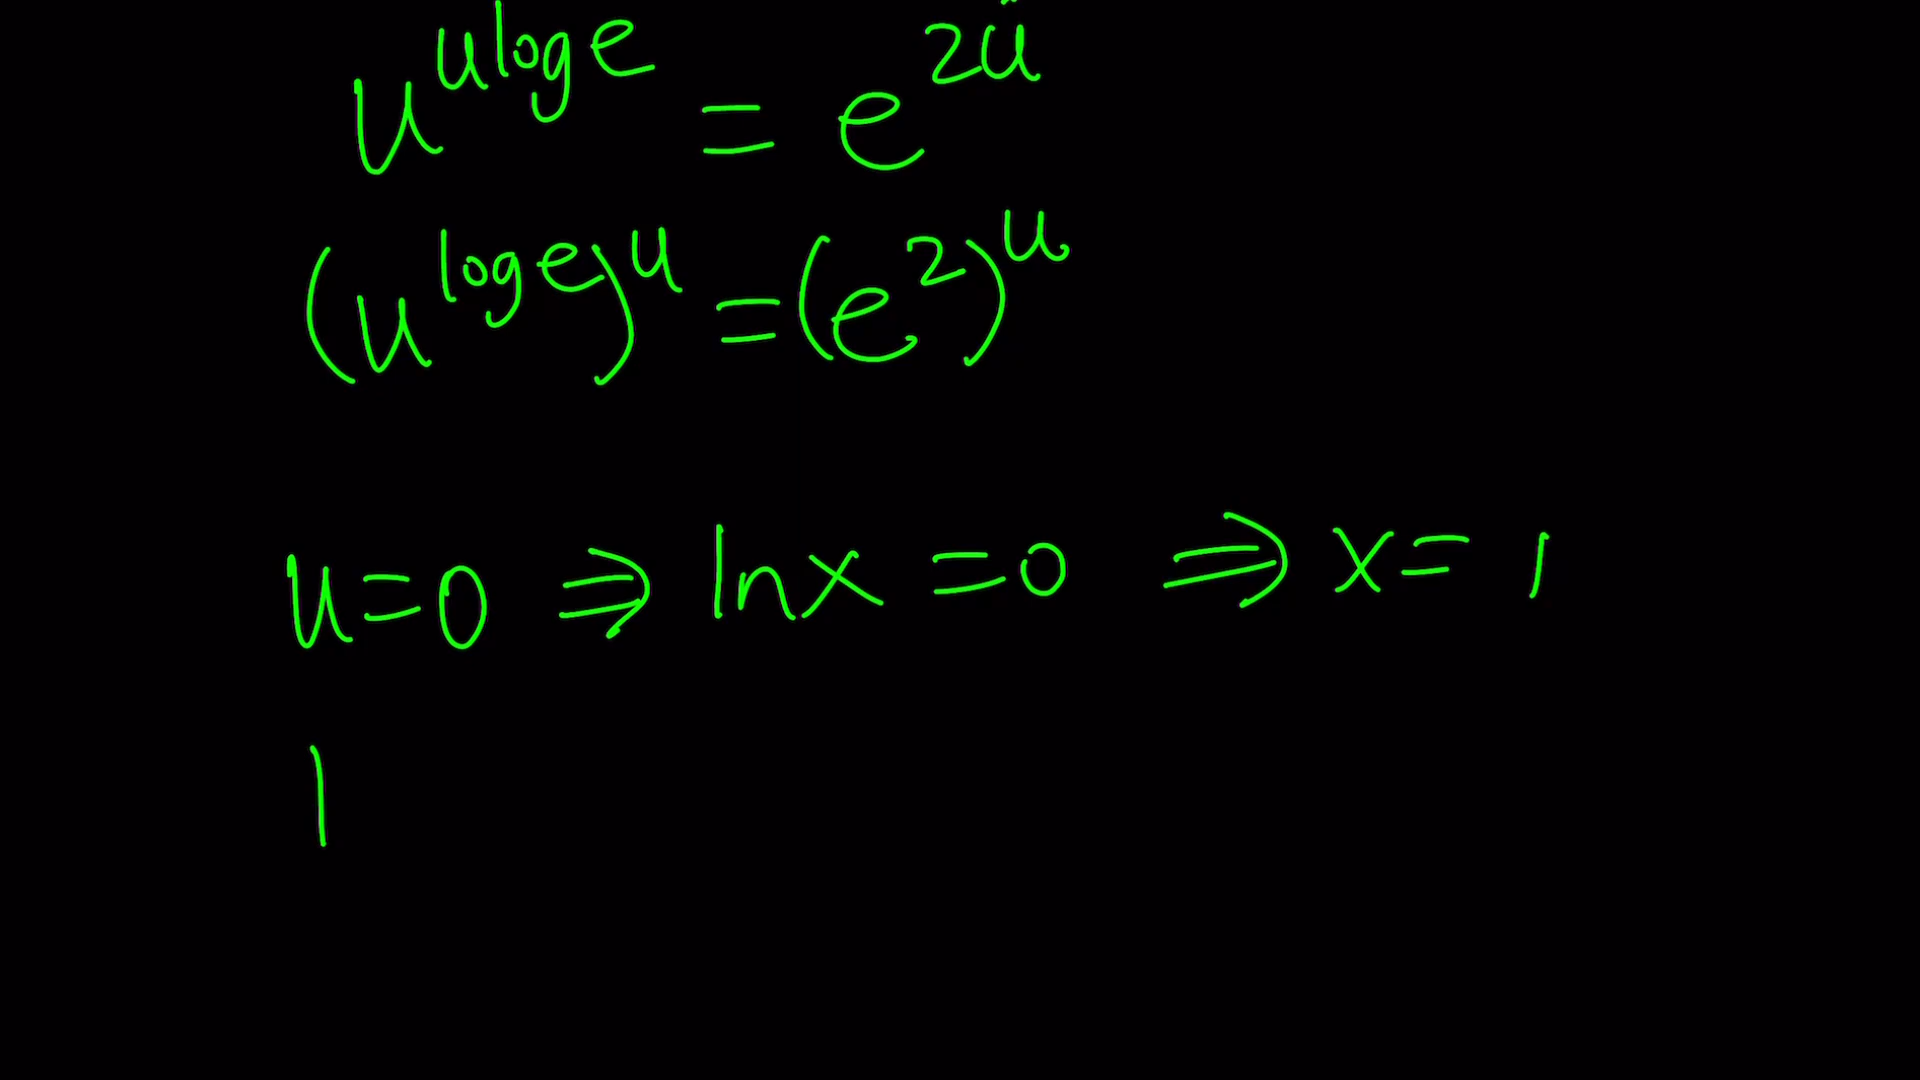 u^{u log e} = e^{2u}
(u^{log e})^u = (e^2)^u
u=0 ⇒ ln x = 0 ⇒ x = 1
|